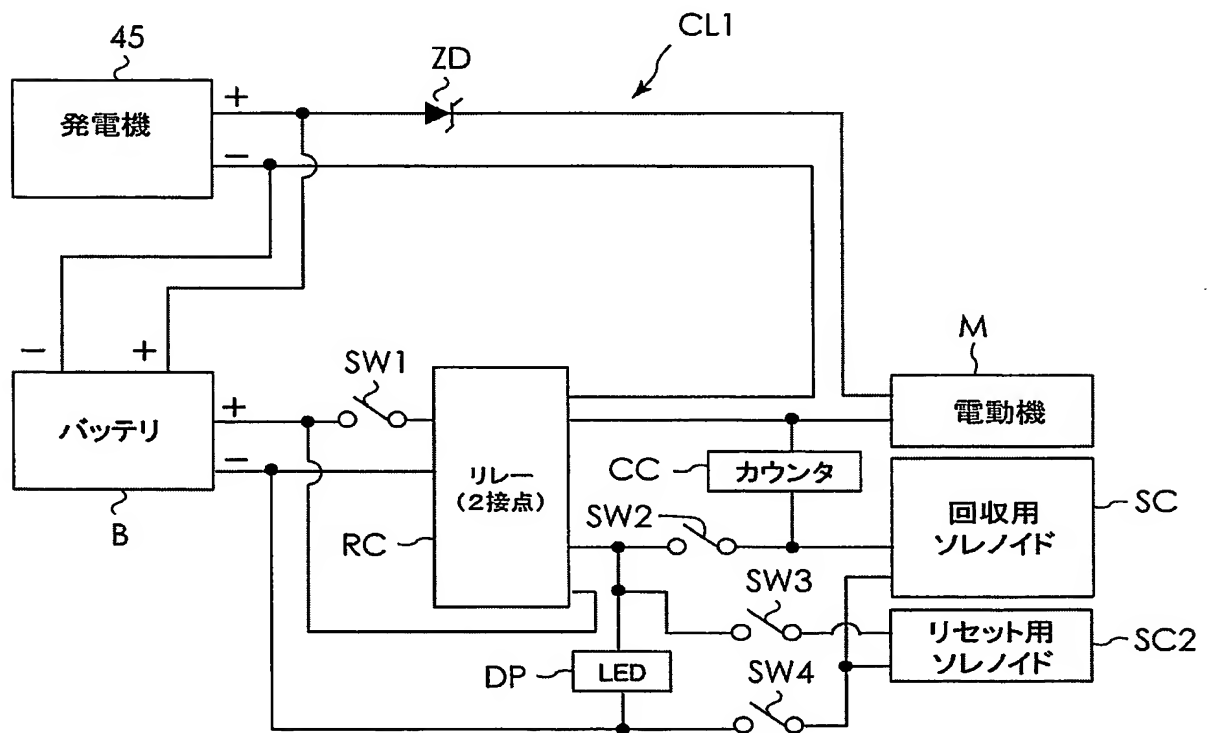 45
ZD
CL1
発電機
+
−
−
+
SW1
M
バッテリ
+
−
電動機
リレー
(2接点)
CC
カウンタ
SC
回収用
ソレノイド
B
RC
SW2
SW3
リセット用
ソレノイド
SC2
DP
LED
SW4